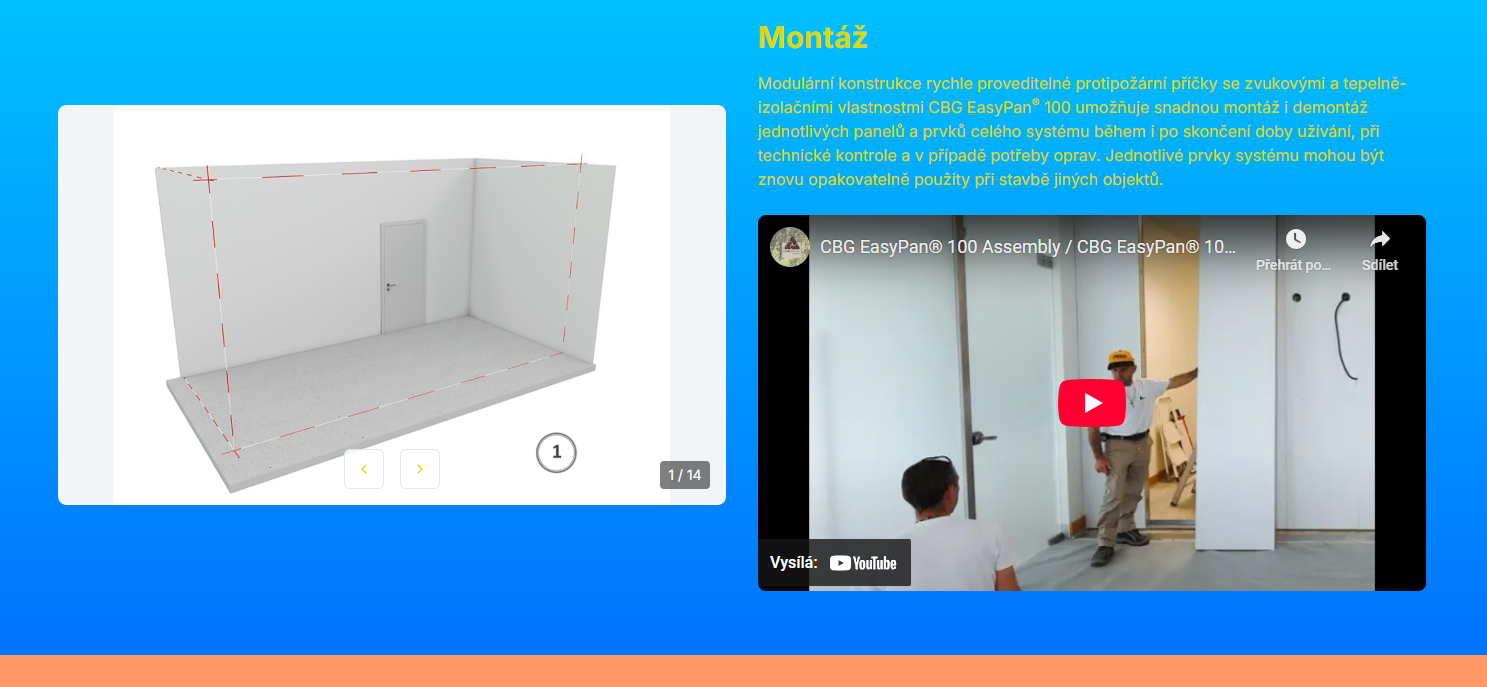 Montáž
Modulární konstrukce rychle proveditelné protipožární příčky se zvukovými a tepelně-
izolačními vlastnostmi CBG EasyPan® 100 umožňuje snadnou montáž i demontáž
jednotlivých panelů a prvků celého systému během i po skončení doby užívání, při
technické kontrole a v případě potřeby oprav. Jednotlivé prvky systému mohou být
znovu opakovatelně použity při stavbě jiných objektů.
1
1 / 14
CBG EasyPan® 100 Assembly / CBG EasyPan® 10...
Přehrát po...
Sdílet
Vysílá: YouTube